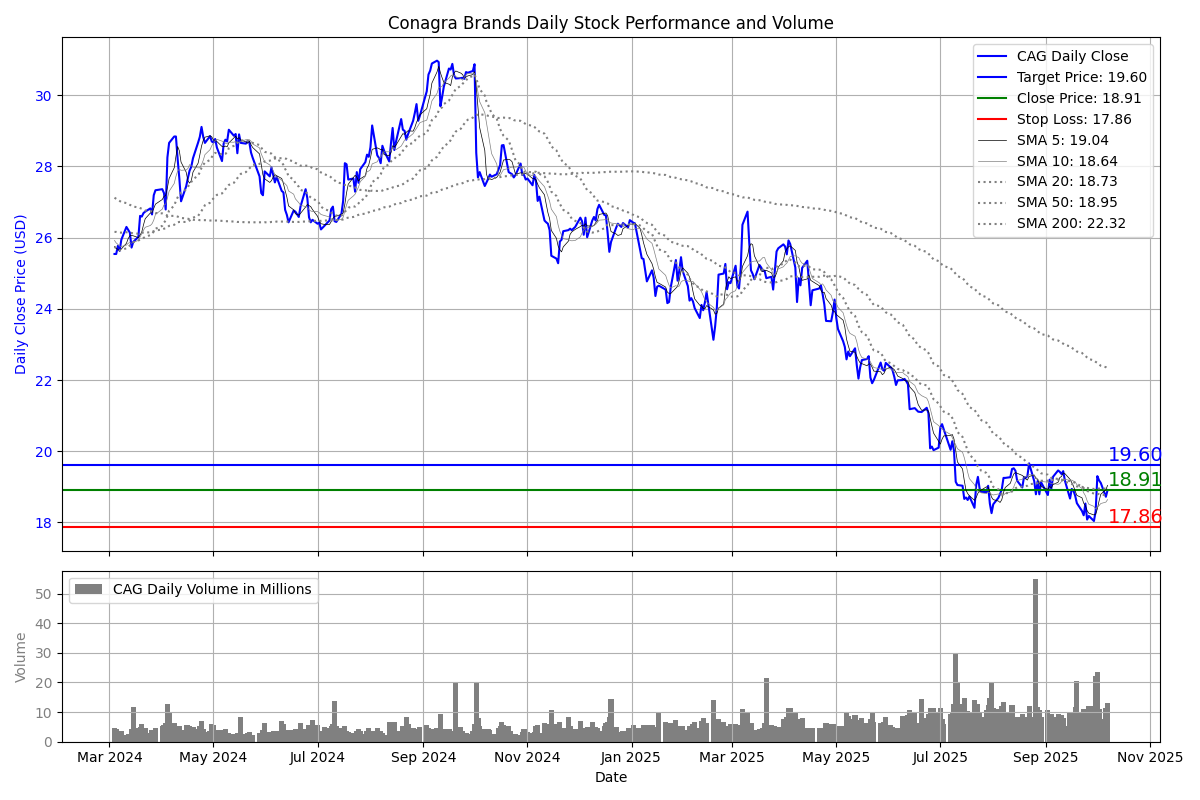 Conagra Brands Daily Stock Performance and Volume
CAG Daily Close
Target Price: 19.60
Close Price: 18.91
Stop Loss: 17.86
SMA 5: 19.04
SMA 10: 18.64
SMA 20: 18.73
SMA 50: 18.95
SMA 200: 22.32
Daily Close Price (USD)
30
28
26
24
22
20
18
19.60
18.91
17.86
CAG Daily Volume in Millions
Volume
50
40
30
20
10
0
Mar 2024 May 2024 Jul 2024 Sep 2024 Nov 2024 Jan 2025 Mar 2025 May 2025 Jul 2025 Sep 2025 Nov 2025
Date